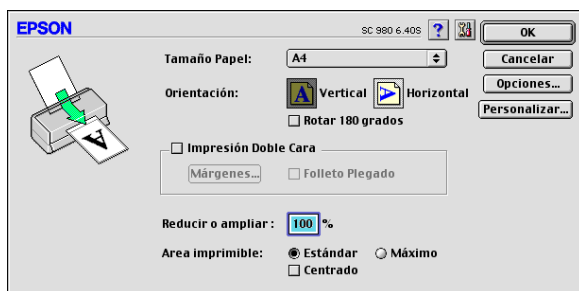 EPSON
SC 980 6.40S
?
OK
Tamaño Papel: A4
Cancelar
Orientación: A Vertical A Horizontal
Opciones...
Rotar 180 grados
Personalizar...
A
Impresión Doble Cara
Márgenes... Folleto Plegado
Reducir o ampliar : 100 %
Area imprimible: Estándar Máximo
Centrado